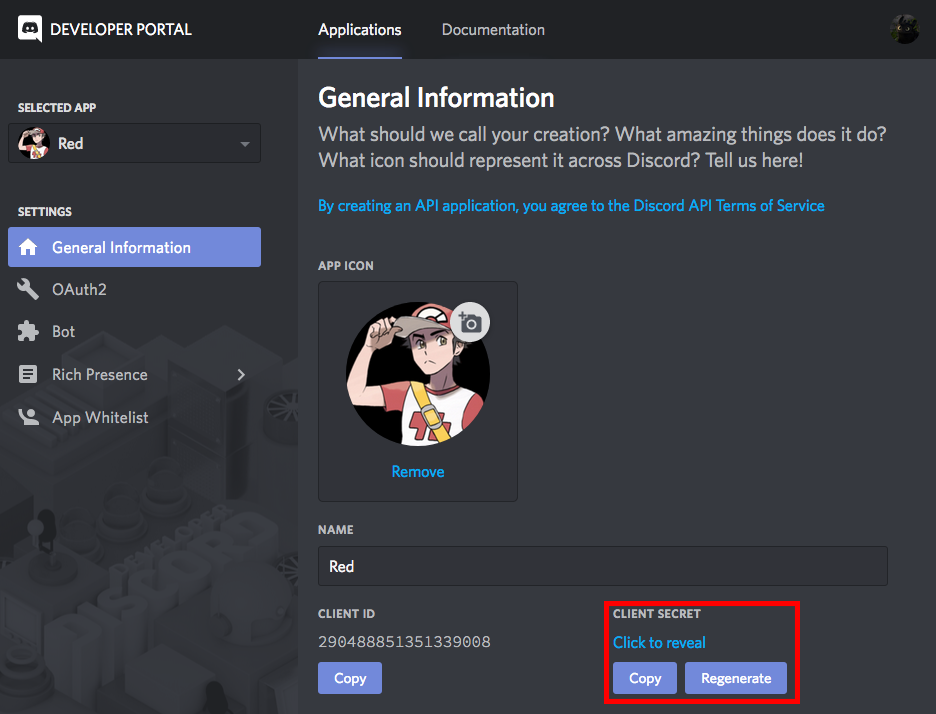 DEVELOPER PORTAL
Applications
Documentation
SELECTED APP
Red
SETTINGS
General Information
OAuth2
Bot
Rich Presence
App Whitelist
General Information
What should we call your creation? What amazing things does it do?
What icon should represent it across Discord? Tell us here!
By creating an API application, you agree to the Discord API Terms of Service
APP ICON
Remove
NAME
Red
CLIENT ID
290488851351339008
Copy
CLIENT SECRET
Click to reveal
Copy
Regenerate